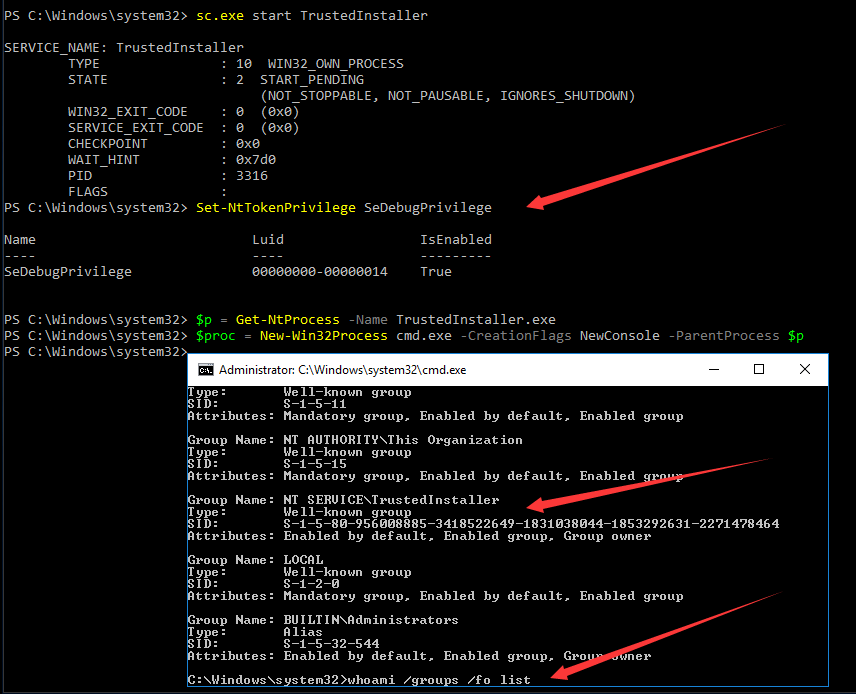 PS C:\Windows\system32> sc.exe start TrustedInstaller
SERVICE_NAME: TrustedInstaller
TYPE : 10 WIN32_OWN_PROCESS
STATE : 2 START_PENDING
(NOT_STOPPABLE, NOT_PAUSABLE, IGNORES_SHUTDOWN)
WIN32_EXIT_CODE : 0 (0x0)
SERVICE_EXIT_CODE : 0 (0x0)
CHECKPOINT : 0x0
WAIT_HINT : 0x7d0
PID : 3316
FLAGS :
PS C:\Windows\system32> Set-NtTokenPrivilege SeDebugPrivilege
Name Luid IsEnabled
---- ---- ---------
SeDebugPrivilege 00000000-00000014 True
PS C:\Windows\system32> $p = Get-NtProcess -Name TrustedInstaller.exe
PS C:\Windows\system32> $proc = New-Win32Process cmd.exe -CreationFlags NewConsole -ParentProcess $p
PS C:\Windows\system32>
Administrator: C:\Windows\system32\cmd.exe
Type: Well-known group
SID: S-1-5-11
Attributes: Mandatory group, Enabled by default, Enabled group
Group Name: NT AUTHORITY\This Organization
Type: Well-known group
SID: S-1-5-15
Attributes: Mandatory group, Enabled by default, Enabled group
Group Name: NT SERVICE\TrustedInstaller
Type: Well-known group
SID: S-1-5-80-956008885-3418522649-1831038044-1853292631-2271478464
Attributes: Enabled by default, Enabled group, Group owner
Group Name: LOCAL
Type: Well-known group
SID: S-1-2-0
Attributes: Mandatory group, Enabled by default, Enabled group
Group Name: BUILTIN\Administrators
Type: Alias
SID: S-1-5-32-544
Attributes: Enabled by default, Enabled group, Group owner
C:\Windows\system32>whoami /groups /fo list